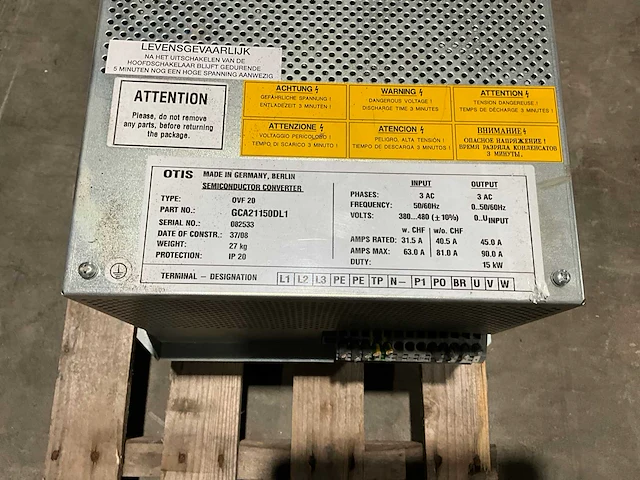 LEVENSGEVAARLIJK
NA HET UITSCHAKELEN VAN DE
HOOFDSCHAKELAAR BLIJFT GEDURENDE
5 MINUTEN NOG EEN HOGE SPANNING AANWEZIG
ATTENTION
Please, do not remove
any parts, before returning
the package.
ACHTUNG
GEFÄHRLICHE SPANNUNG !
ENTLADEZEIT 3 MINUTEN !
WARNING
DANGEROUS VOLTAGE !
DISCHARGE TIME 3 MINUTES
ATTENTION
TENSION DANGEREUSE !
TEMPS DE DÉCHARGE 3 MINUTES !
ATTENZIONE
VOLTAGGIO PERICOLOSO !
TEMPO DI SCARICO 3 MINUTO !
ATENCION
PELIGRO, ALTA TENSIÓN !
TIEMPO DE DESCARGA 3 MINUTOS !
ВНИМАНИЕ
ОПАСНОЕ НАПРЯЖЕНИЕ !
ВРЕМЯ РАЗРЯДА КОНДЕНСАТОВ
3 МИНУТЫ.
OTIS MADE IN GERMANY, BERLIN
SEMICONDUCTOR CONVERTER
TYPE: OVF 20
PART NO.: GCA21150DL1
SERIAL NO.: 082533
DATE OF CONSTR.: 37/08
WEIGHT: 27 kg
PROTECTION: IP 20
INPUT OUTPUT
PHASES: 3 AC 3 AC
FREQUENCY: 50/60Hz 0..50/60Hz
VOLTS: 380...480 (±10%) 0..UINPUT
w. CHF w/o. CHF
AMPS RATED: 31.5 A 40.5 A 45.0 A
AMPS MAX: 63.0 A 81.0 A 90.0 A
DUTY: 15 kW
TERMINAL - DESIGNATION L1 L2 L3 PE PE TP N- P1 PO BR U V W